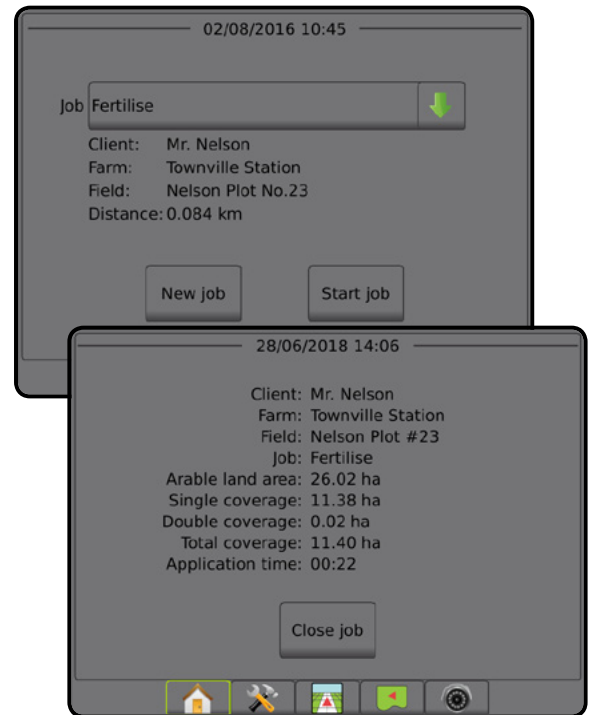 02/08/2016 10:45
Job Fertilise
Client: Mr. Nelson
Farm: Townville Station
Field: Nelson Plot No.23
Distance: 0.084 km
New job Start job
28/06/2018 14:06
Client: Mr. Nelson
Farm: Townville Station
Field: Nelson Plot #23
Job: Fertilise
Arable land area: 26.02 ha
Single coverage: 11.38 ha
Double coverage: 0.02 ha
Total coverage: 11.40 ha
Application time: 00:22
Close job